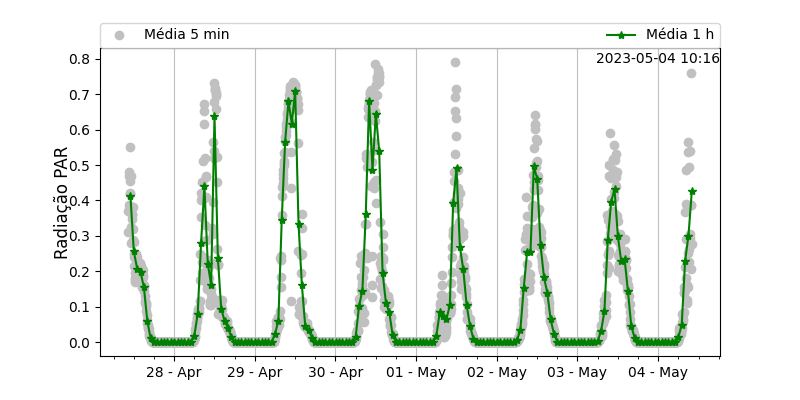 Média 5 min
Média 1 h
2023-05-04 10:16
Radiação PAR
0.8
0.7
0.6
0.5
0.4
0.3
0.2
0.1
0.0
28 - Apr
29 - Apr
30 - Apr
01 - May
02 - May
03 - May
04 - May